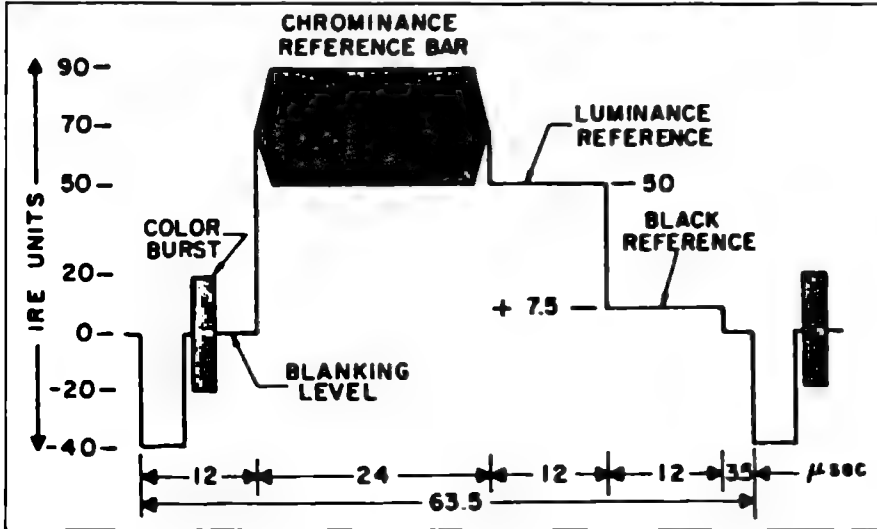 CHROMINANCE
REFERENCE BAR
90
70
50
20
0
-20
-40
IRE UNITS
COLOR
BURST
LUMINANCE
REFERENCE
50
BLACK
REFERENCE
+ 7.5
BLANKING
LEVEL
12
24
12
12
3.5
μsec
63.5